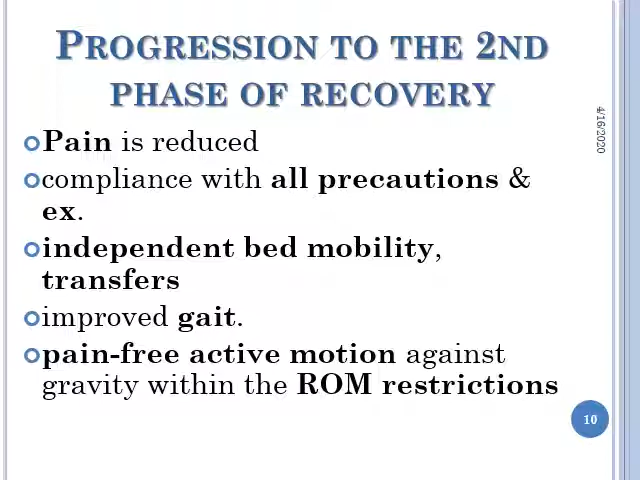 PROGRESSION TO THE 2ND
PHASE OF RECOVERY
4/16/2020
Pain is reduced
compliance with all precautions &
ex.
independent bed mobility,
transfers
improved gait.
pain-free active motion against
gravity within the ROM restrictions
10